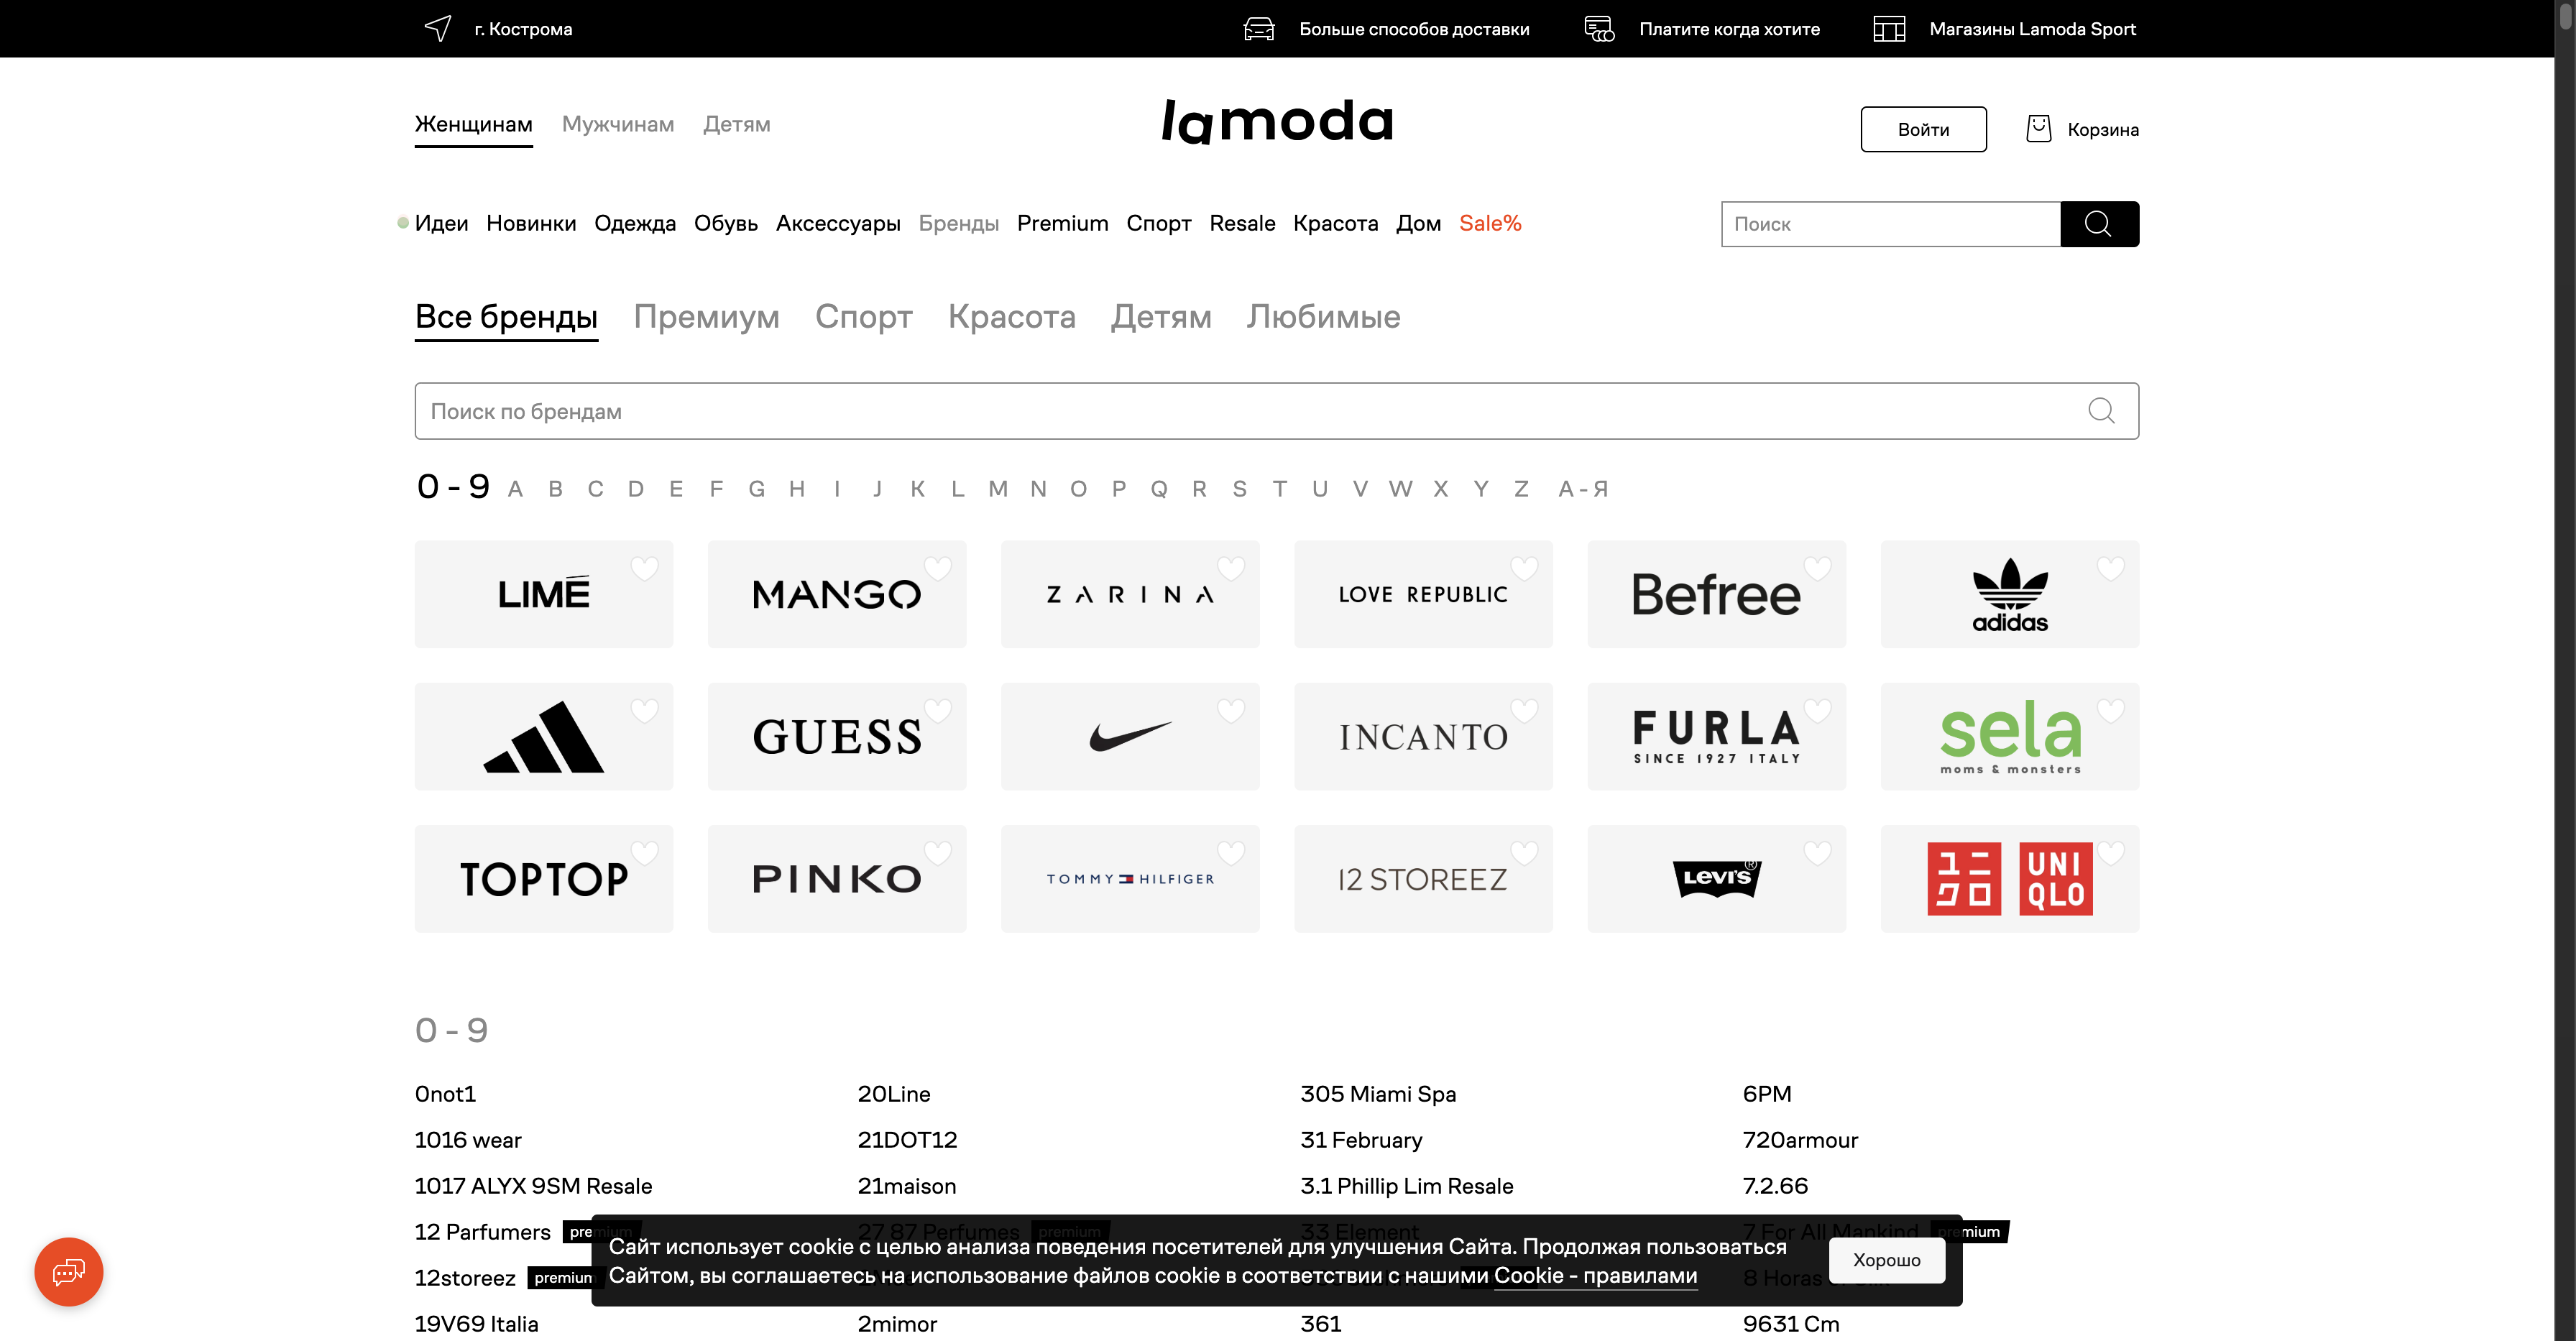 г. Кострома
Больше способов доставки
Платите когда хотите
Магазины Lamoda Sport
Женщинам Мужчинам Детям
lamoda
Войти
Корзина
Идеи Новинки Одежда Обувь Аксессуары Бренды Premium Спорт Resale Красота Дом Sale%
Поиск
Все бренды Премиум Спорт Красота Детям Любимые
Поиск по брендам
0 - 9 A B C D E F G H I J K L M N O P Q R S T U V W X Y Z А - Я
LIMÉ
MANGO
ZARINA
LOVE REPUBLIC
Befree
adidas
GUESS
INCANTO
FURLA
SINCE 1927 ITALY
sela
moms & monsters
TOPTOP
PINKO
TOMMY HILFIGER
12 STOREEZ
LEVI'S ®
ユニクロ
UNIQLO
0 - 9
0not1 20Line 305 Miami Spa 6PM
1016 wear 21DOT12 31 February 720armour
1017 ALYX 9SM Resale 21maison 3.1 Phillip Lim Resale 7.2.66
12 Parfumers premium 27 87 Perfumes premium 33 Element 7 For All Mankind premium
12storeez premium
Сайт использует cookie с целью анализа поведения посетителей для улучшения Сайта. Продолжая пользоваться
Сайтом, вы соглашаетесь на использование файлов cookie в соответствии с нашими Cookie - правилами
Хорошо
8 Horas
19V69 Italia 2mimor 361 9631 Cm